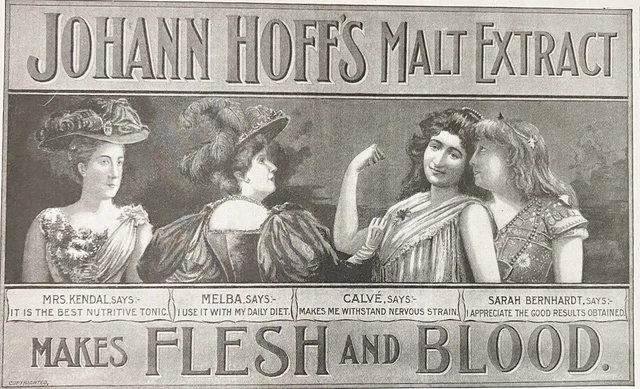 JOHANN HOFF'S MALT EXTRACT
MRS. KENDAL, SAYS:-
IT IS THE BEST NUTRITIVE TONIC.
MELBA, SAYS:-
I USE IT WITH MY DAILY DIET.
CALVÉ, SAYS:-
MAKES ME WITHSTAND NERVOUS STRAIN.
SARAH BERNHARDT, SAYS:-
I APPRECIATE THE GOOD RESULTS OBTAINED.
MAKES FLESH AND BLOOD.
COPYRIGHTED.